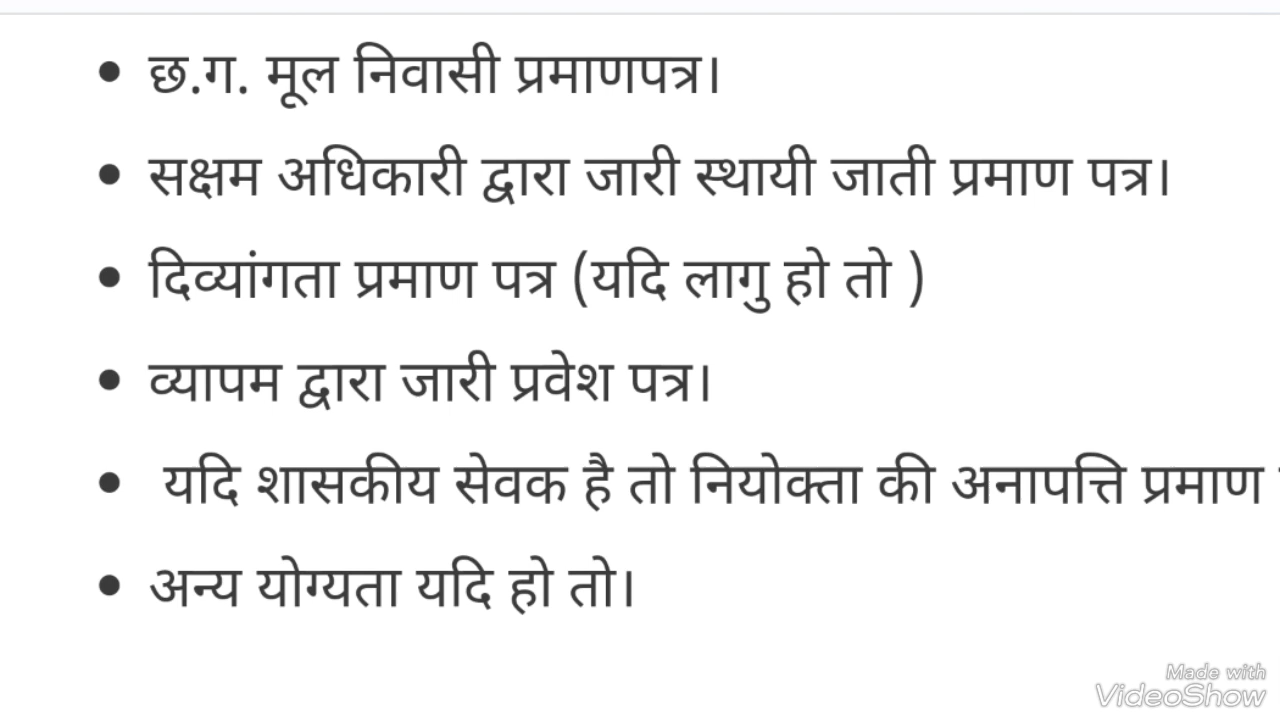 • छ.ग. मूल निवासी प्रमाणपत्र।
• सक्षम अधिकारी द्वारा जारी स्थायी जाती प्रमाण पत्र।
• दिव्यांगता प्रमाण पत्र (यदि लागु हो तो )
• व्यापम द्वारा जारी प्रवेश पत्र।
• यदि शासकीय सेवक है तो नियोक्ता की अनापत्ति प्रमाण
• अन्य योग्यता यदि हो तो।
Made with
VideoShow